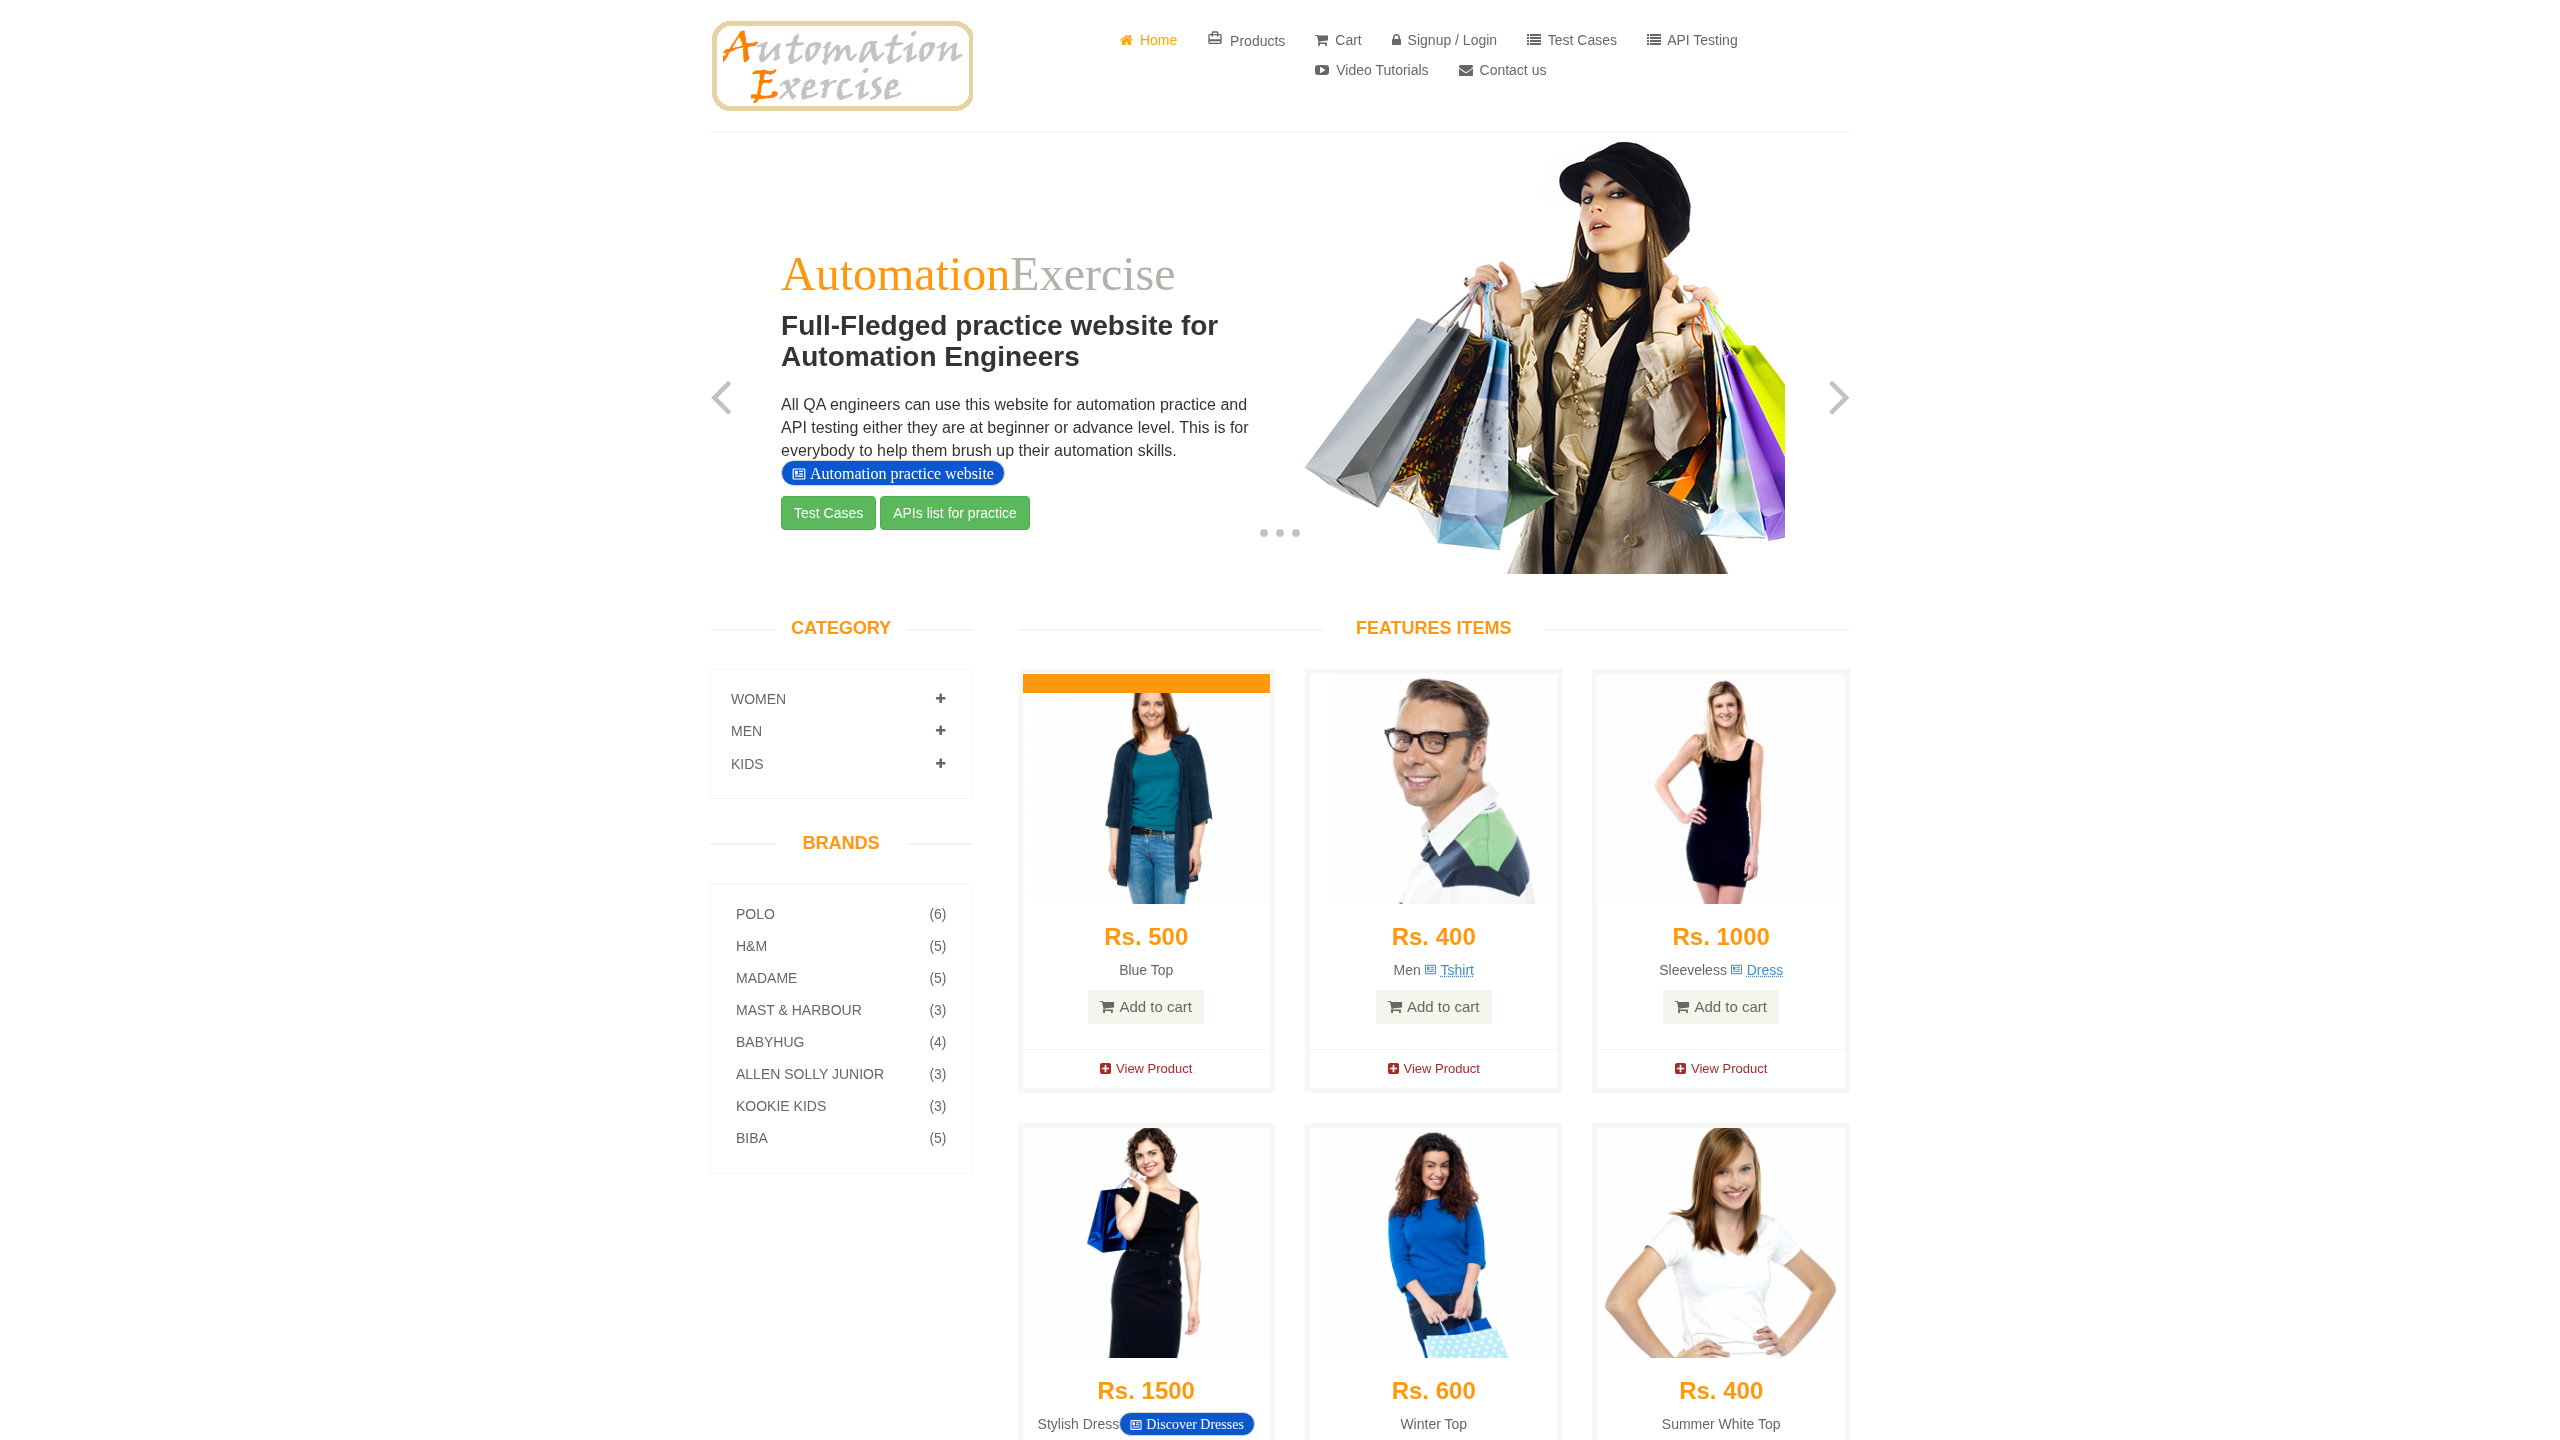 Automation
Exercise
Home
Products
Cart
Signup / Login
Test Cases
API Testing
Video Tutorials
Contact us
AutomationExercise
Full-Fledged practice website for
Automation Engineers
All QA engineers can use this website for automation practice and
API testing either they are at beginner or advance level. This is for
everybody to help them brush up their automation skills.
Automation practice website
Test Cases
APIs list for practice
CATEGORY
WOMEN
MEN
KIDS
BRANDS
POLO (6)
H&M (5)
MADAME (5)
MAST & HARBOUR (3)
BABYHUG (4)
ALLEN SOLLY JUNIOR (3)
KOOKIE KIDS (3)
BIBA (5)
FEATURES ITEMS
Rs. 500
Blue Top
Add to cart
View Product
Rs. 400
Men Tshirt
Add to cart
View Product
Rs. 1000
Sleeveless Dress
Add to cart
View Product
Rs. 1500
Stylish Dress Discover Dresses
Rs. 600
Winter Top
Rs. 400
Summer White Top